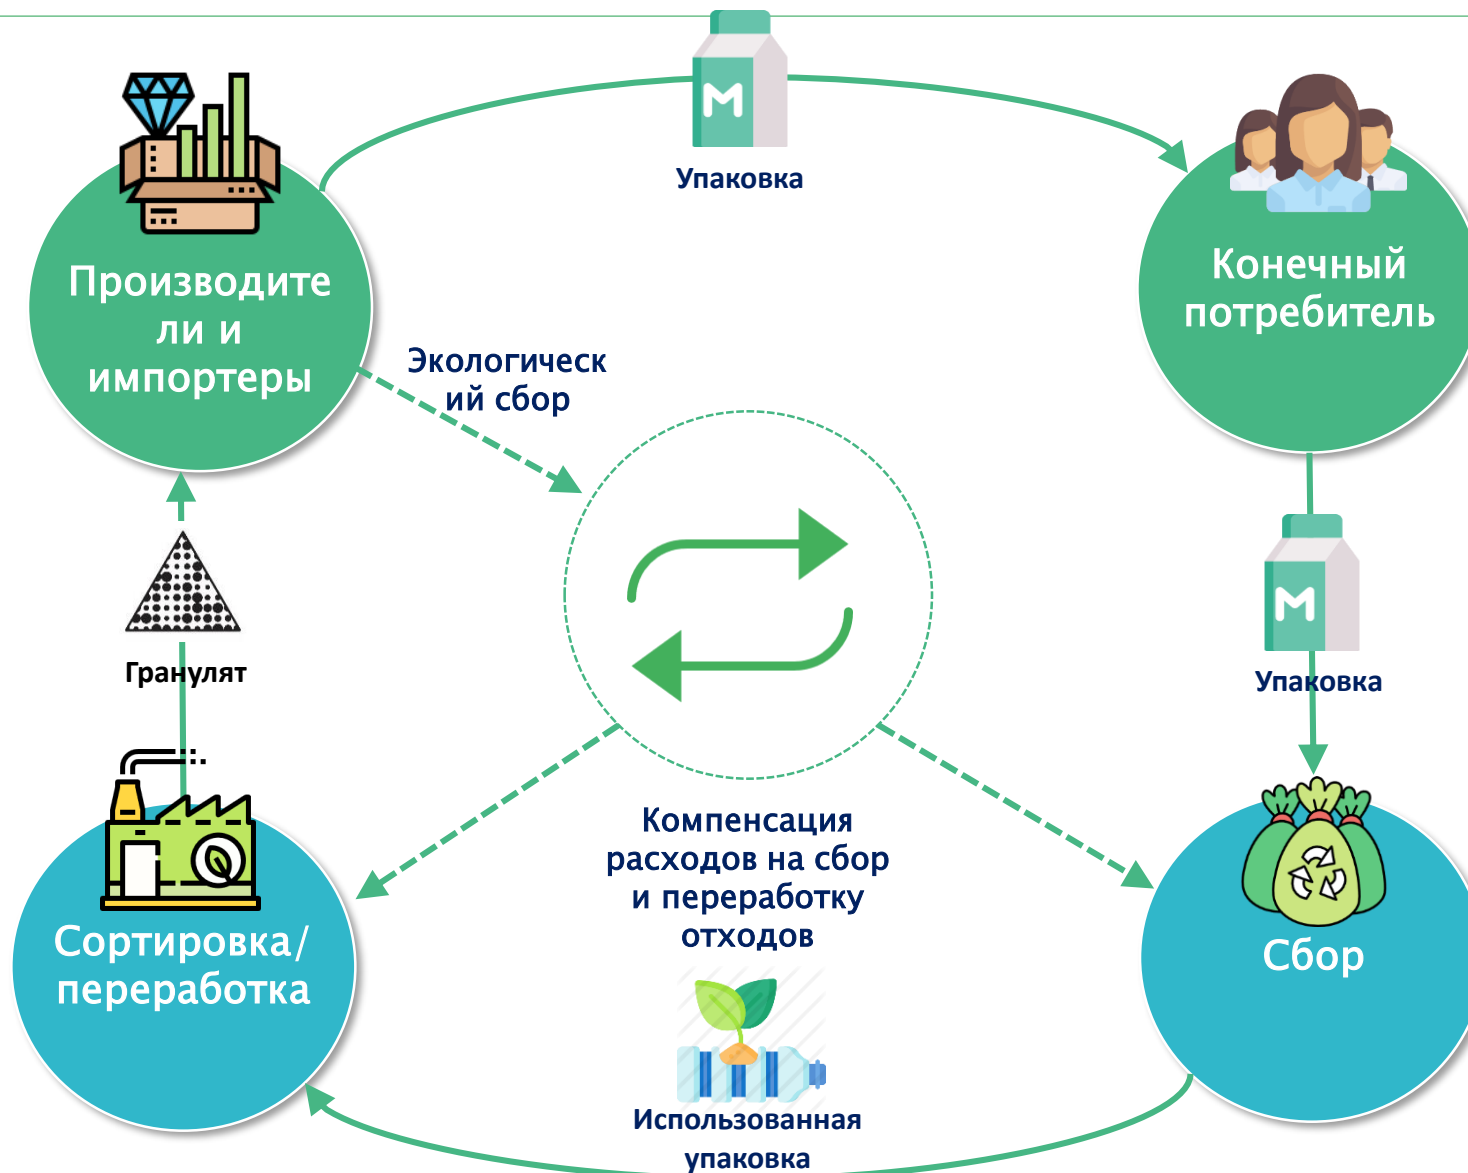 M
Упаковка
Производите
ли и
импортеры
Конечный
потребитель
Экологическ
ий сбор
M
Гранулят
Упаковка
Компенсация
расходов на сбор
и переработку
отходов
Сортировка/
переработка
Сбор
Использованная
упаковка